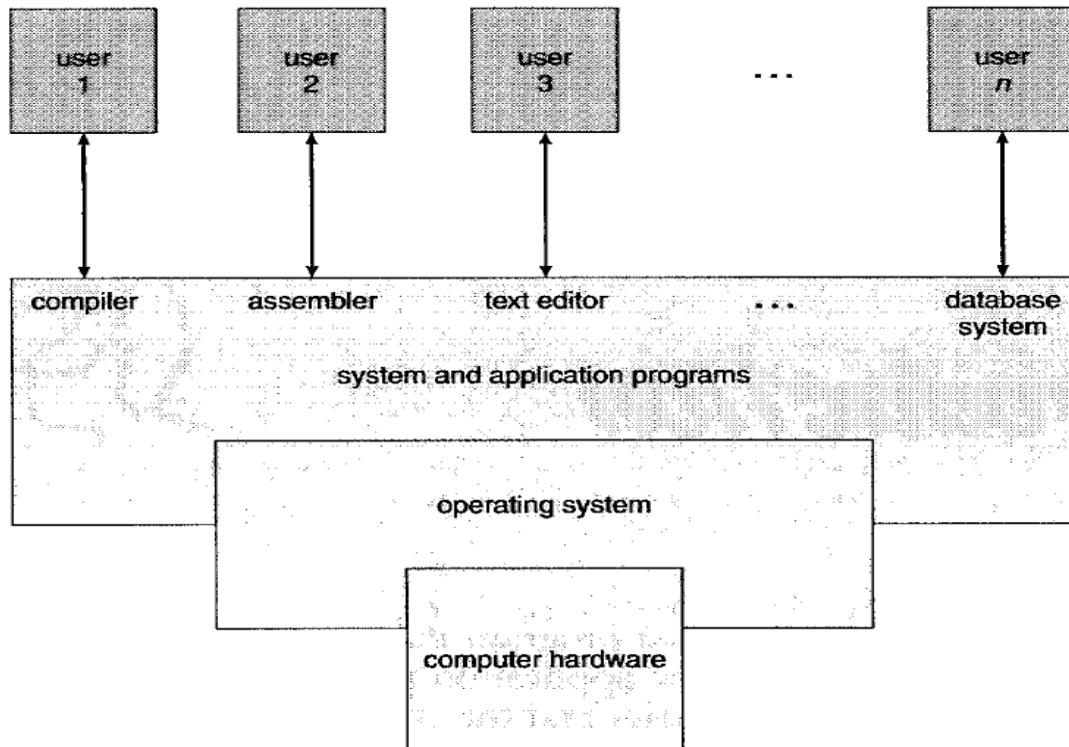 user
1
user
2
user
3
...
user
n
compiler
assembler
text editor
...
database
system
system and application programs
operating system
computer hardware